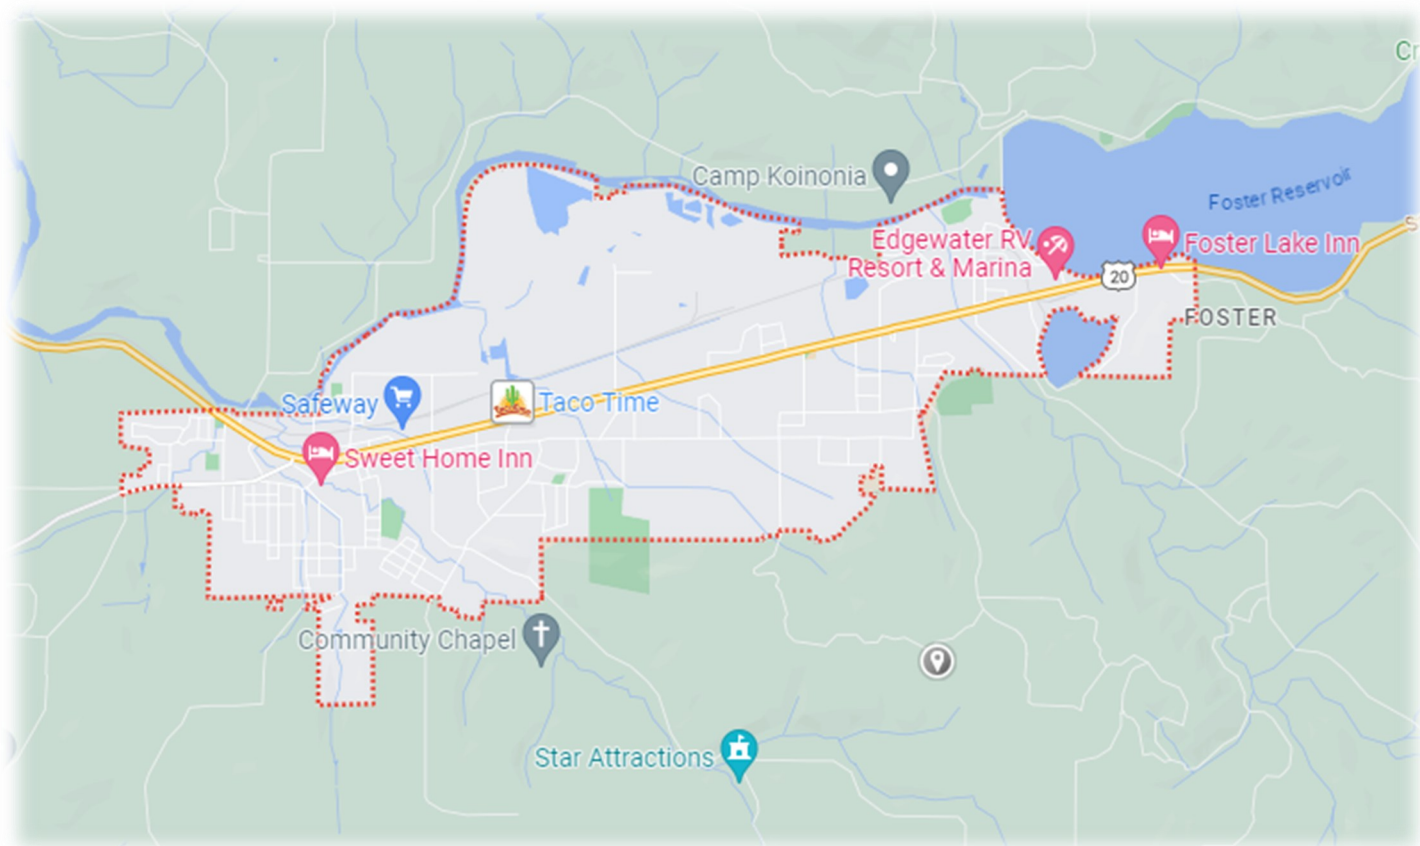 Cr
Camp Koinonia
Foster Reservoir
Edgewater RV
Resort & Marina
Foster Lake Inn
20
S
FOSTER
Safeway
Taco Time
Sweet Home Inn
Community Chapel
Star Attractions